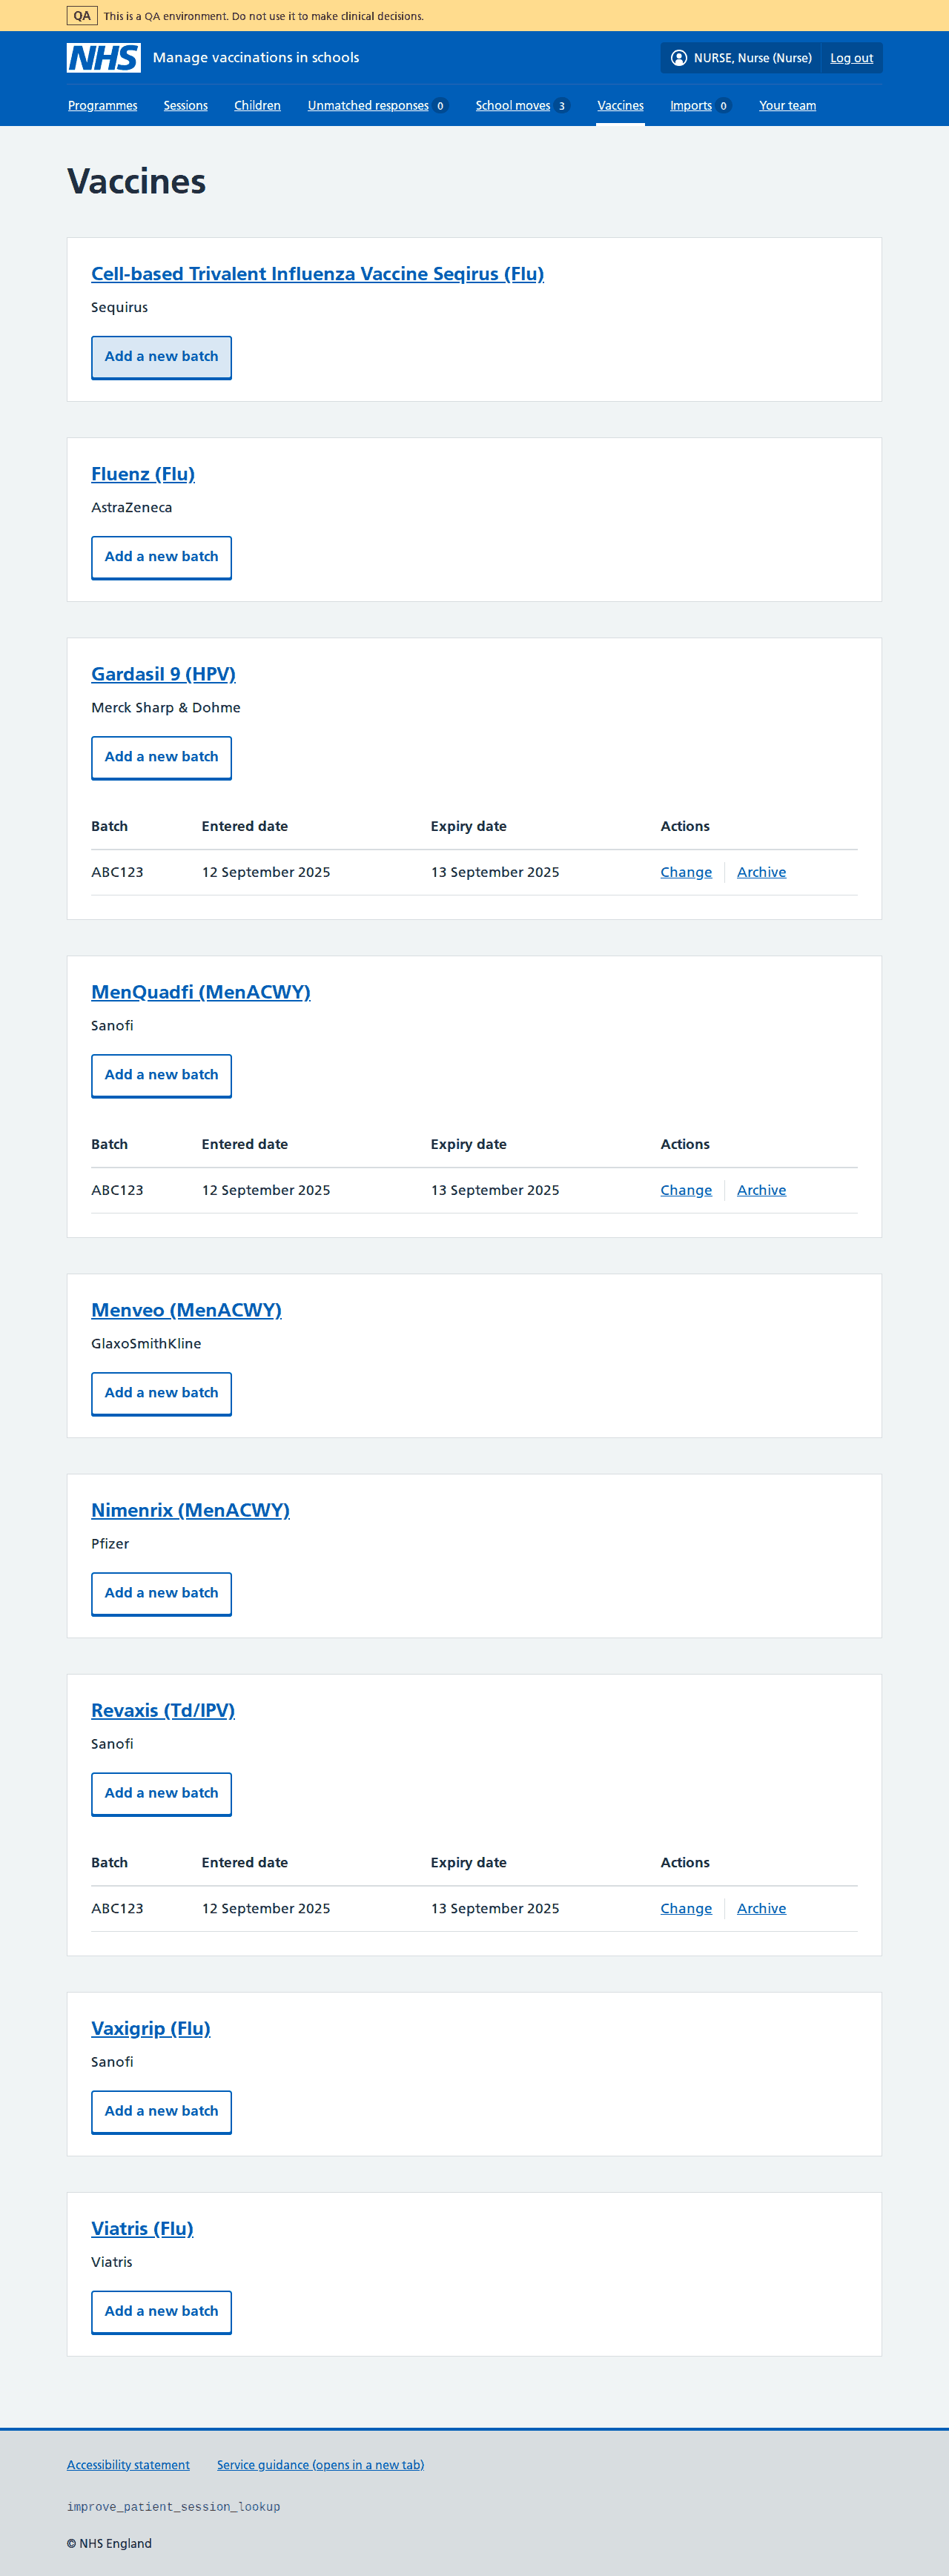 QA This is a QA environment. Do not use it to make clinical decisions.
NHS Manage vaccinations in schools NURSE, Nurse (Nurse) Log out
Programmes Sessions Children Unmatched responses 0 School moves 3 Vaccines Imports 0 Your team
Vaccines
Cell-based Trivalent Influenza Vaccine Seqirus (Flu)
Sequirus
Add a new batch
Fluenz (Flu)
AstraZeneca
Add a new batch
Gardasil 9 (HPV)
Merck Sharp & Dohme
Add a new batch
Batch Entered date Expiry date Actions
ABC123 12 September 2025 13 September 2025 Change Archive
MenQuadfi (MenACWY)
Sanofi
Add a new batch
Batch Entered date Expiry date Actions
ABC123 12 September 2025 13 September 2025 Change Archive
Menveo (MenACWY)
GlaxoSmithKline
Add a new batch
Nimenrix (MenACWY)
Pfizer
Add a new batch
Revaxis (Td/IPV)
Sanofi
Add a new batch
Batch Entered date Expiry date Actions
ABC123 12 September 2025 13 September 2025 Change Archive
Vaxigrip (Flu)
Sanofi
Add a new batch
Viatris (Flu)
Viatris
Add a new batch
Accessibility statement Service guidance (opens in a new tab)
improve_patient_session_lookup
© NHS England